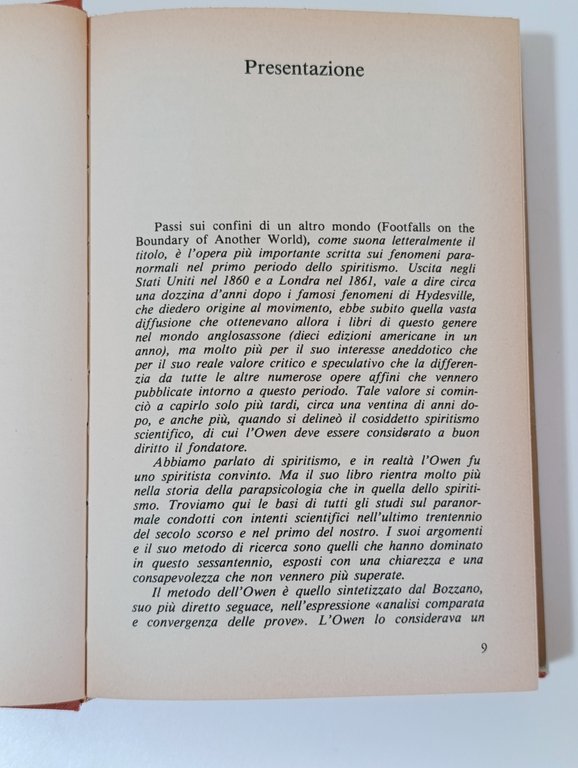 Presentazione
Passi sui confini di un altro mondo (Footfalls on the
Boundary of Another World), come suona letteralmente il
titolo, è l'opera più importante scritta sui fenomeni para-
normali nel primo periodo dello spiritismo. Uscita negli
Stati Uniti nel 1860 e a Londra nel 1861, vale a dire circa
una dozzina d'anni dopo i famosi fenomeni di Hydesville,
che diedero origine al movimento, ebbe subito quella vasta
diffusione che ottenevano allora i libri di questo genere
nel mondo anglosassone (dieci edizioni americane in un
anno), ma molto più per il suo interesse aneddotico che
per il suo reale valore critico e speculativo che la differen-
zia da tutte le altre numerose opere affini che vennero
pubblicate intorno a questo periodo. Tale valore si comin-
ciò a capirlo solo più tardi, circa una ventina di anni do-
po, e anche più, quando si delineò il cosiddetto spiritismo
scientifico, di cui l'Owen deve essere considerato a buon
diritto il fondatore.
Abbiamo parlato di spiritismo, e in realtà l'Owen fu
uno spiritista convinto. Ma il suo libro rientra molto più
nella storia della parapsicologia che in quella dello spiriti-
smo. Troviamo qui le basi di tutti gli studi sul paranor-
male condotti con intenti scientifici nell'ultimo trentennio
del secolo scorso e nel primo del nostro. I suoi argomenti
e il suo metodo di ricerca sono quelli che hanno dominato
in questo sessantennio, esposti con una chiarezza e una
consapevolezza che non vennero più superate.
Il metodo dell'Owen è quello sintetizzato dal Bozzano,
suo più diretto seguace, nell'espressione «analisi comparata
e convergenza delle prove». L'Owen lo considerava un
9